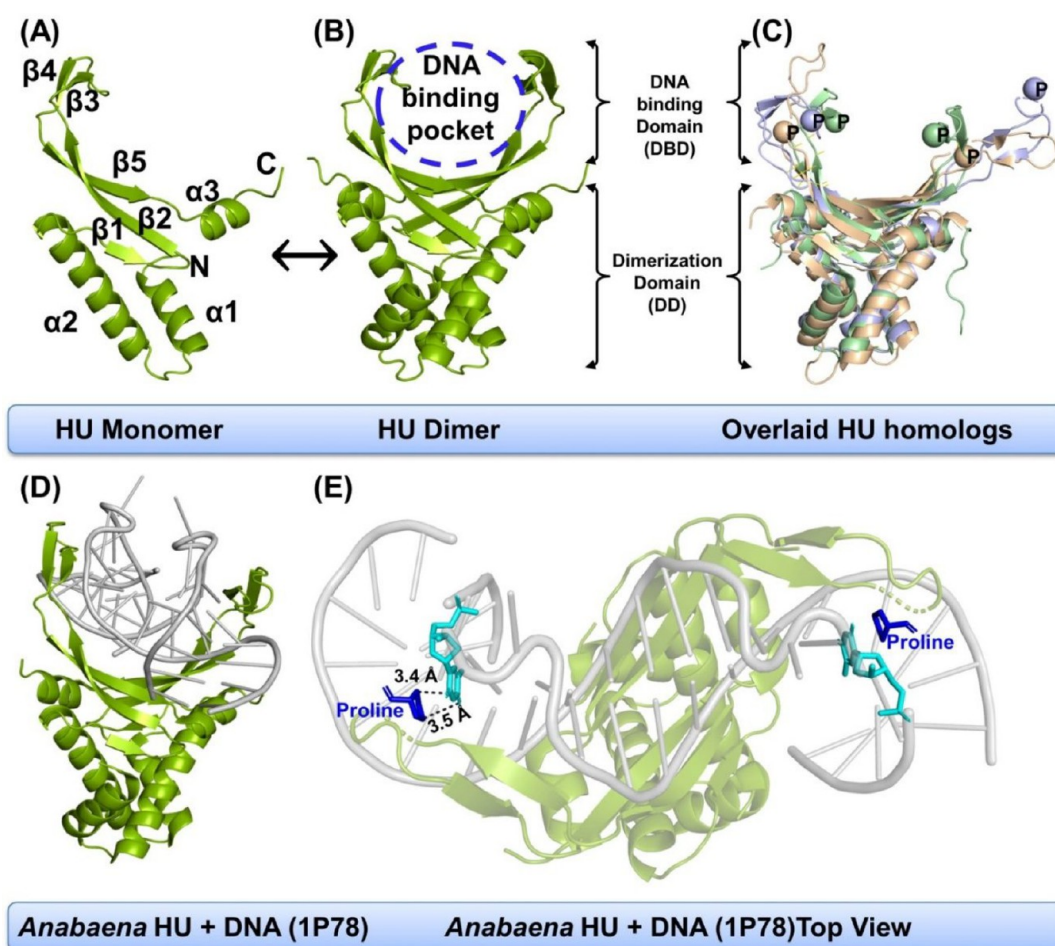 (A)
β4
β3
β5
α3
C
β1
β2
N
α2
α1
(B)
DNA
binding
pocket
DNA
binding
Domain
(DBD)
Dimerization
Domain
(DD)
(C)
P
P
P
P
P
P
HU Monomer
HU Dimer
Overlaid HU homologs
(D)
(E)
3.4 Å
Proline
3.5 Å
Proline
Anabaena HU + DNA (1P78)
Anabaena HU + DNA (1P78)Top View